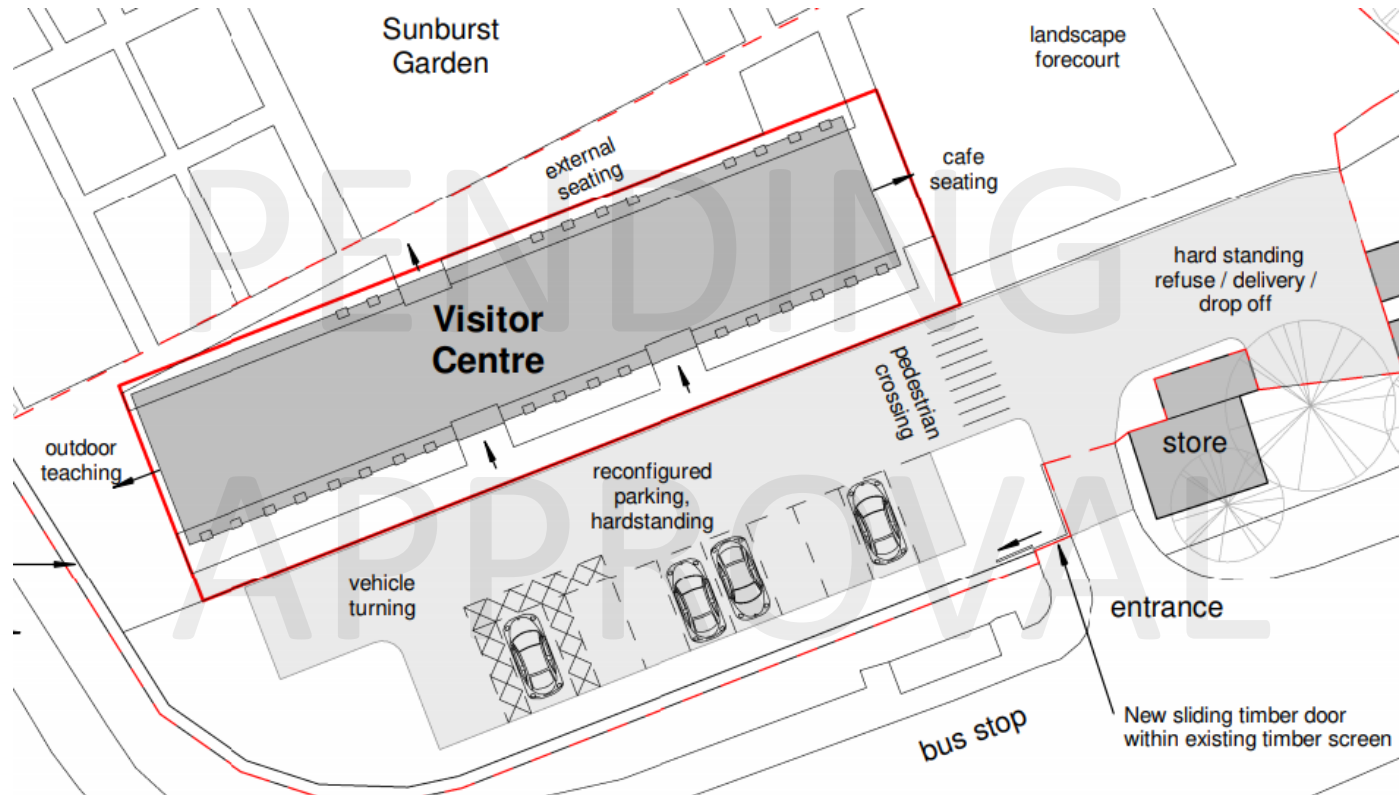 Sunburst
Garden
landscape
forecourt
external
seating
cafe
seating
PENDING
hard standing
refuse / delivery /
drop off
Visitor
Centre
pedestrian
crossing
outdoor
teaching
store
reconfigured
parking,
hardstanding
APPROVAL
vehicle
turning
entrance
New sliding timber door
within existing timber screen
bus stop